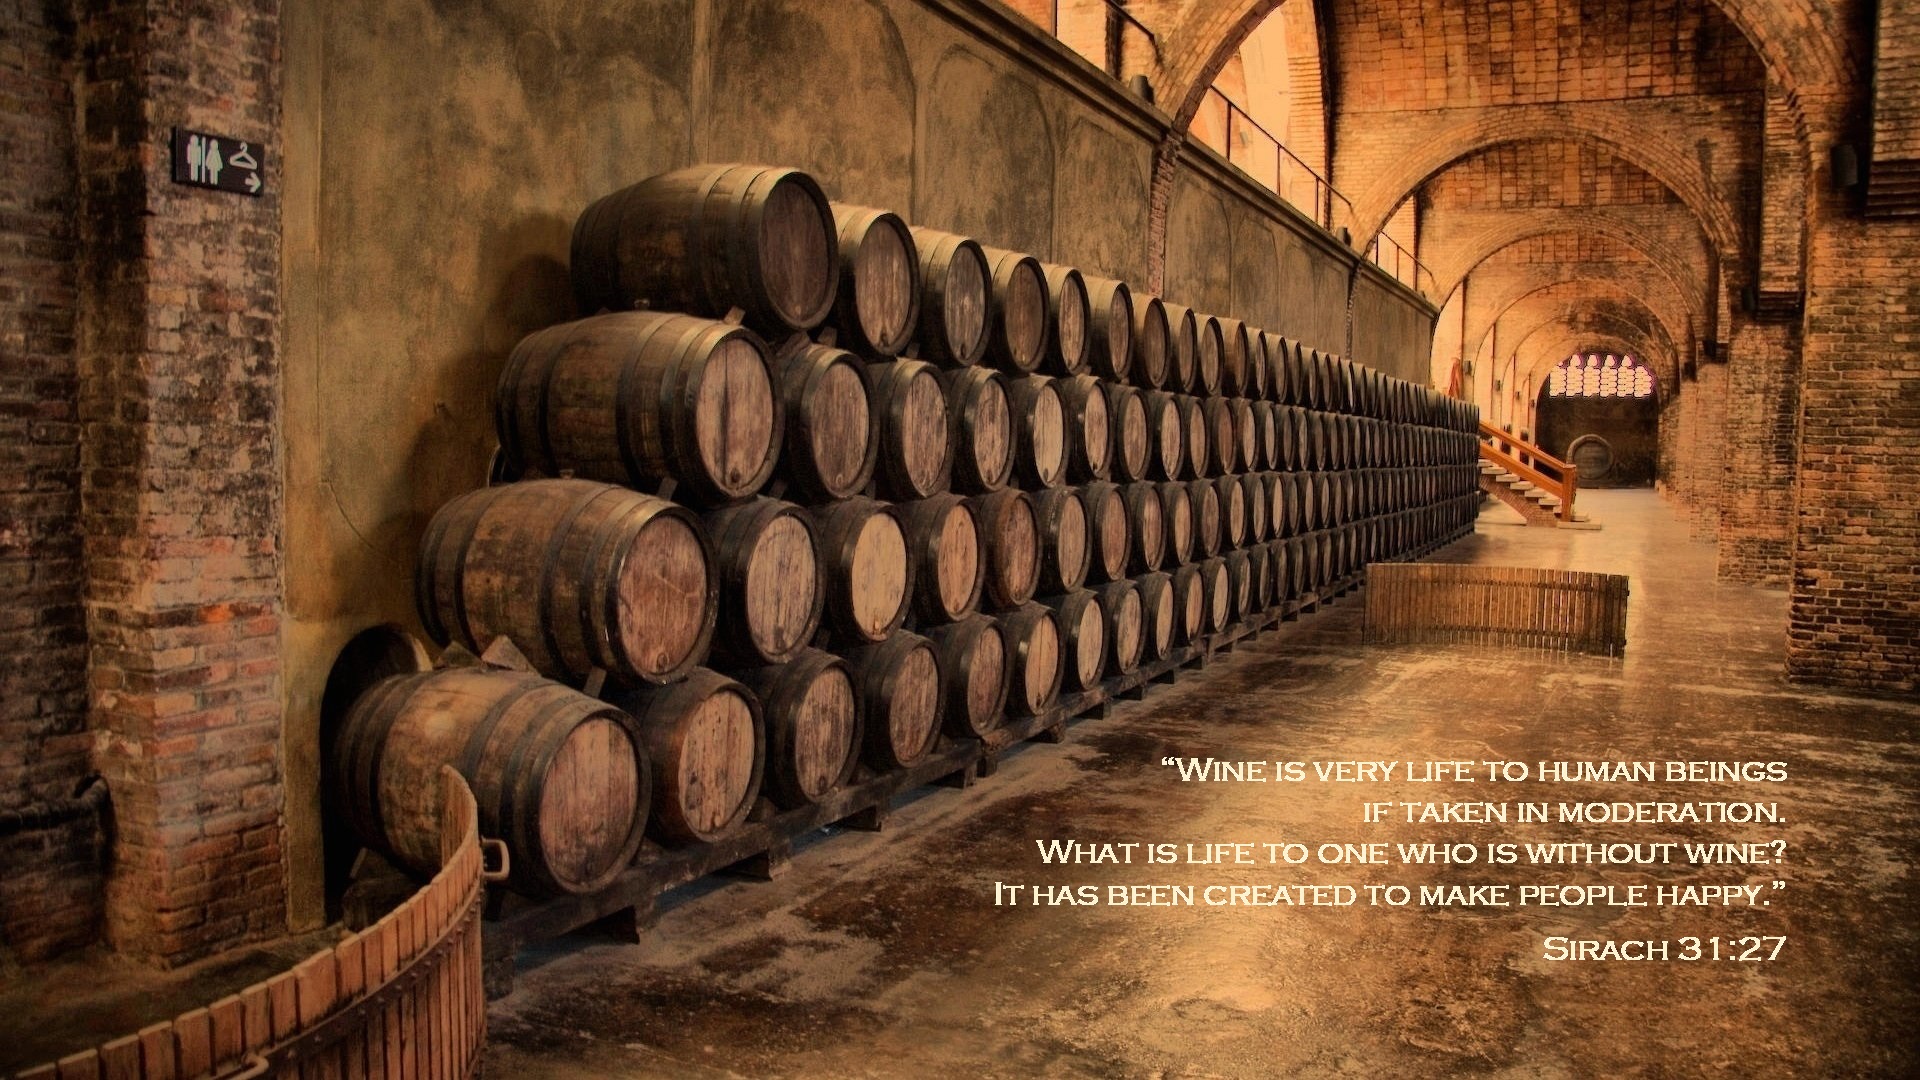 “Wine is very life to human beings
if taken in moderation.
What is life to one who is without wine?
It has been created to make people happy.”
Sirach 31:27